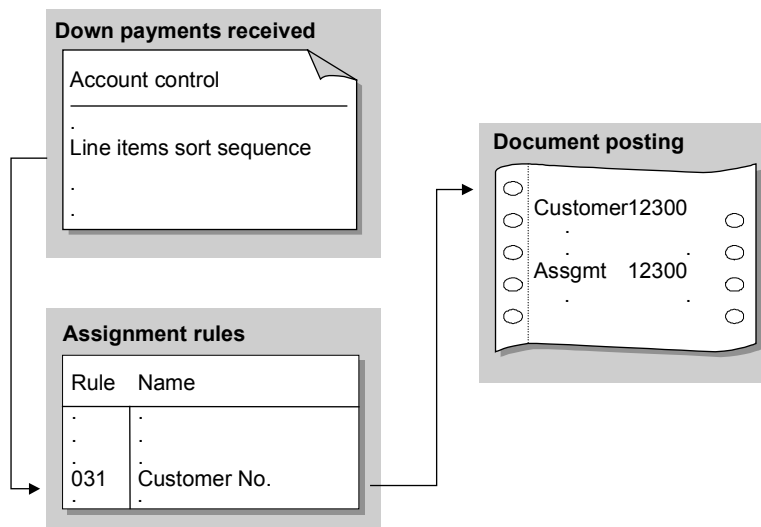 Down payments received
Account control
.
Line items sort sequence
.
.
Assignment rules
Rule Name
. .
. .
. .
031 Customer No.
. .
Document posting
Customer12300
.
. .
Assgmt 12300
. .